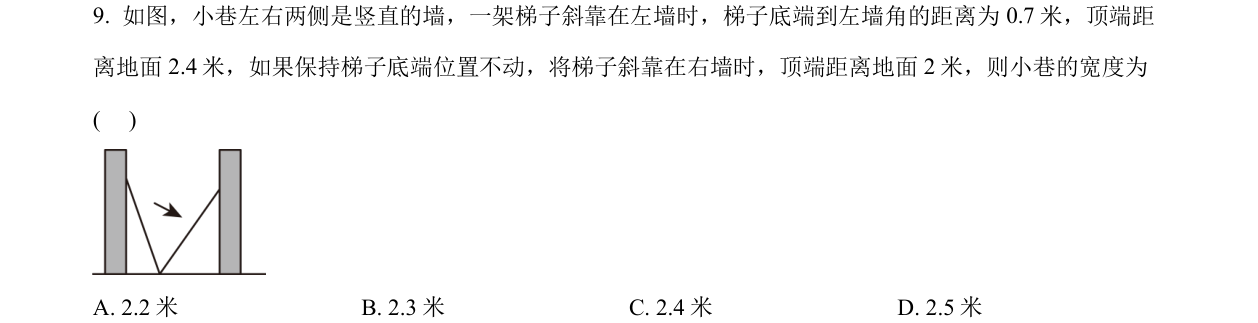 9. 如图，小巷左右两侧是竖直的墙，一架梯子斜靠在左墙时，梯子底端到左墙角的距离为 0.7 米，顶端距
离地面 2.4 米，如果保持梯子底端位置不动，将梯子斜靠在右墙时，顶端距离地面 2 米，则小巷的宽度为
( )
A. 2.2 米 B. 2.3 米 C. 2.4 米 D. 2.5 米